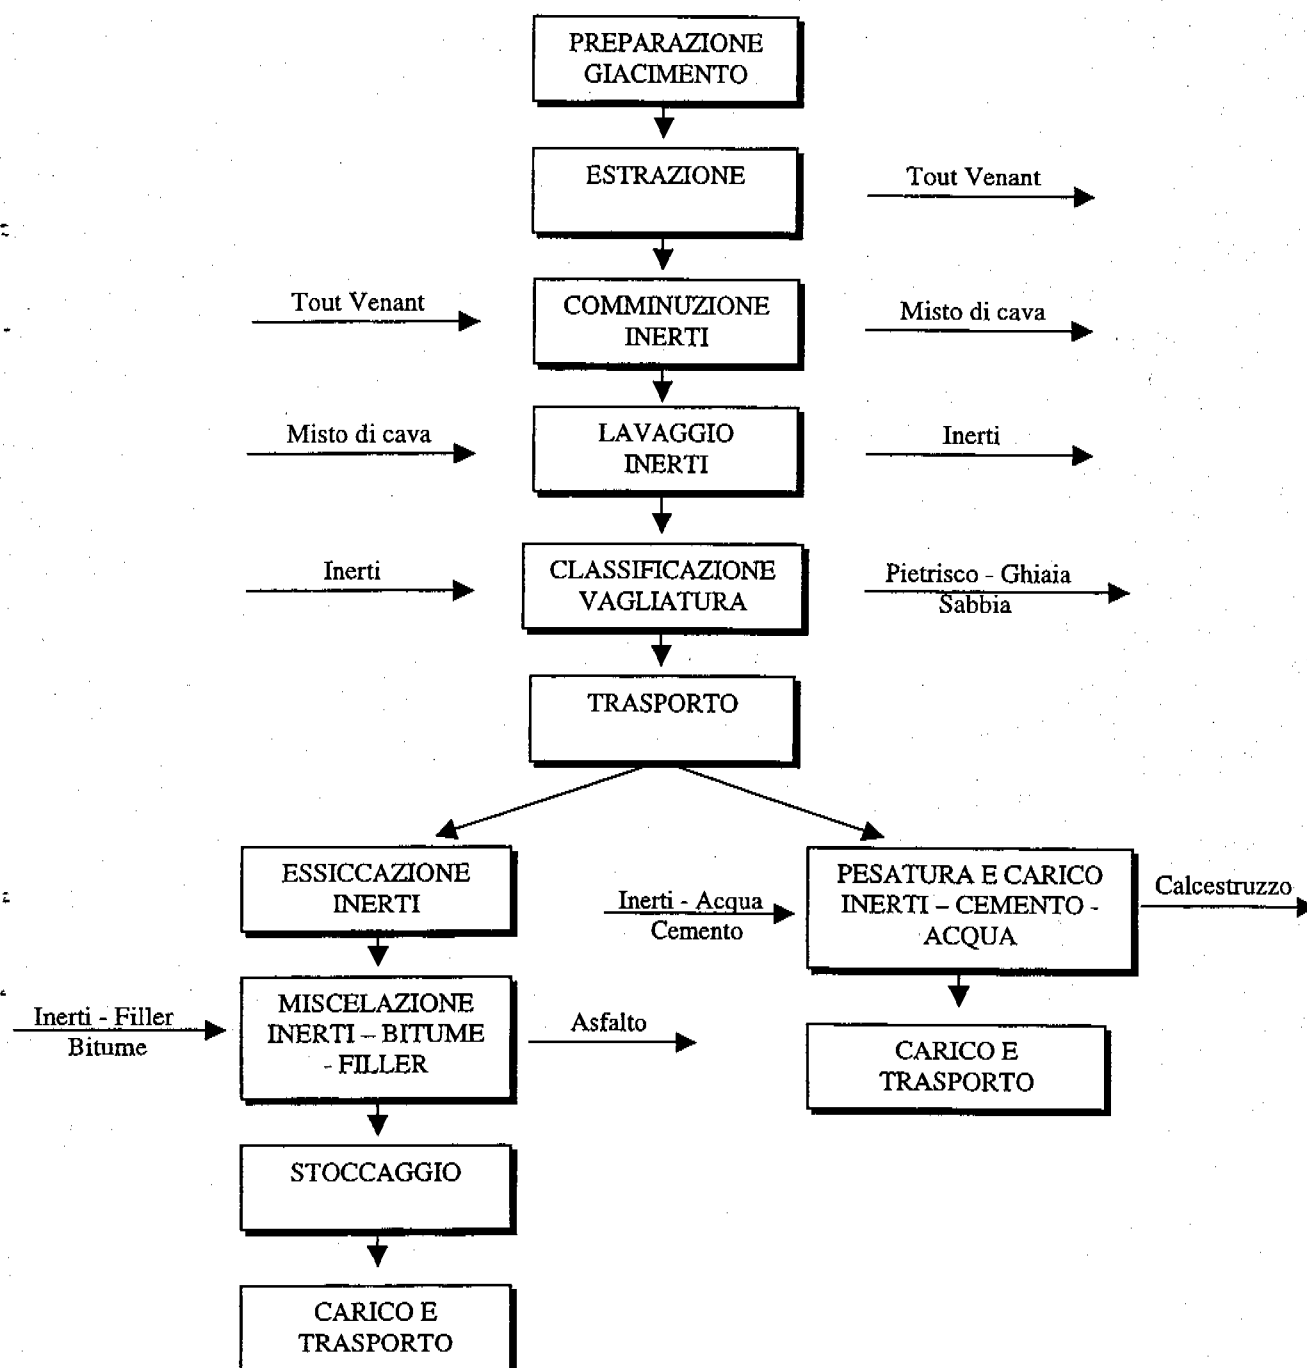 PREPARAZIONE
GIACIMENTO
ESTRAZIONE
Tout Venant
Tout Venant
COMMINUZIONE
INERTI
Misto di cava
Misto di cava
LAVAGGIO
INERTI
Inerti
Inerti
CLASSIFICAZIONE
VAGLIATURA
Pietrisco - Ghiaia
Sabbia
TRASPORTO
ESSICCAZIONE
INERTI
Inerti - Acqua
Cemento
PESATURA E CARICO
INERTI – CEMENTO -
ACQUA
Calcestruzzo
Inerti - Filler
Bitume
MISCELAZIONE
INERTI – BITUME
- FILLER
Asfalto
CARICO E
TRASPORTO
STOCCAGGIO
CARICO E
TRASPORTO